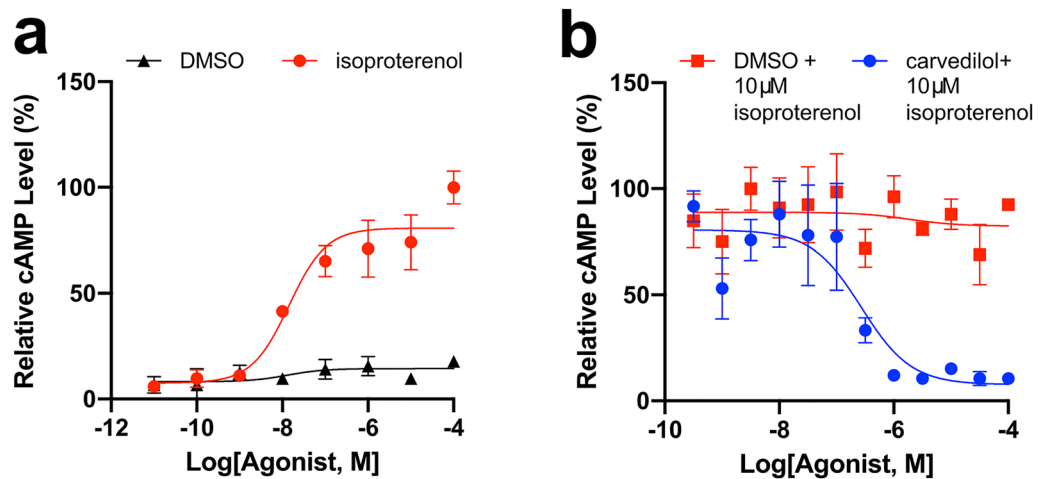 a
DMSO
isoproterenol
Relative cAMP Level (%)
150
100
50
0
-12
-10
-8
-6
-4
Log[Agonist, M]
b
DMSO +
10µM
isoproterenol
carvedilol+
10µM
isoproterenol
Relative cAMP Level (%)
150
100
50
0
-10
-8
-6
-4
Log[Agonist, M]